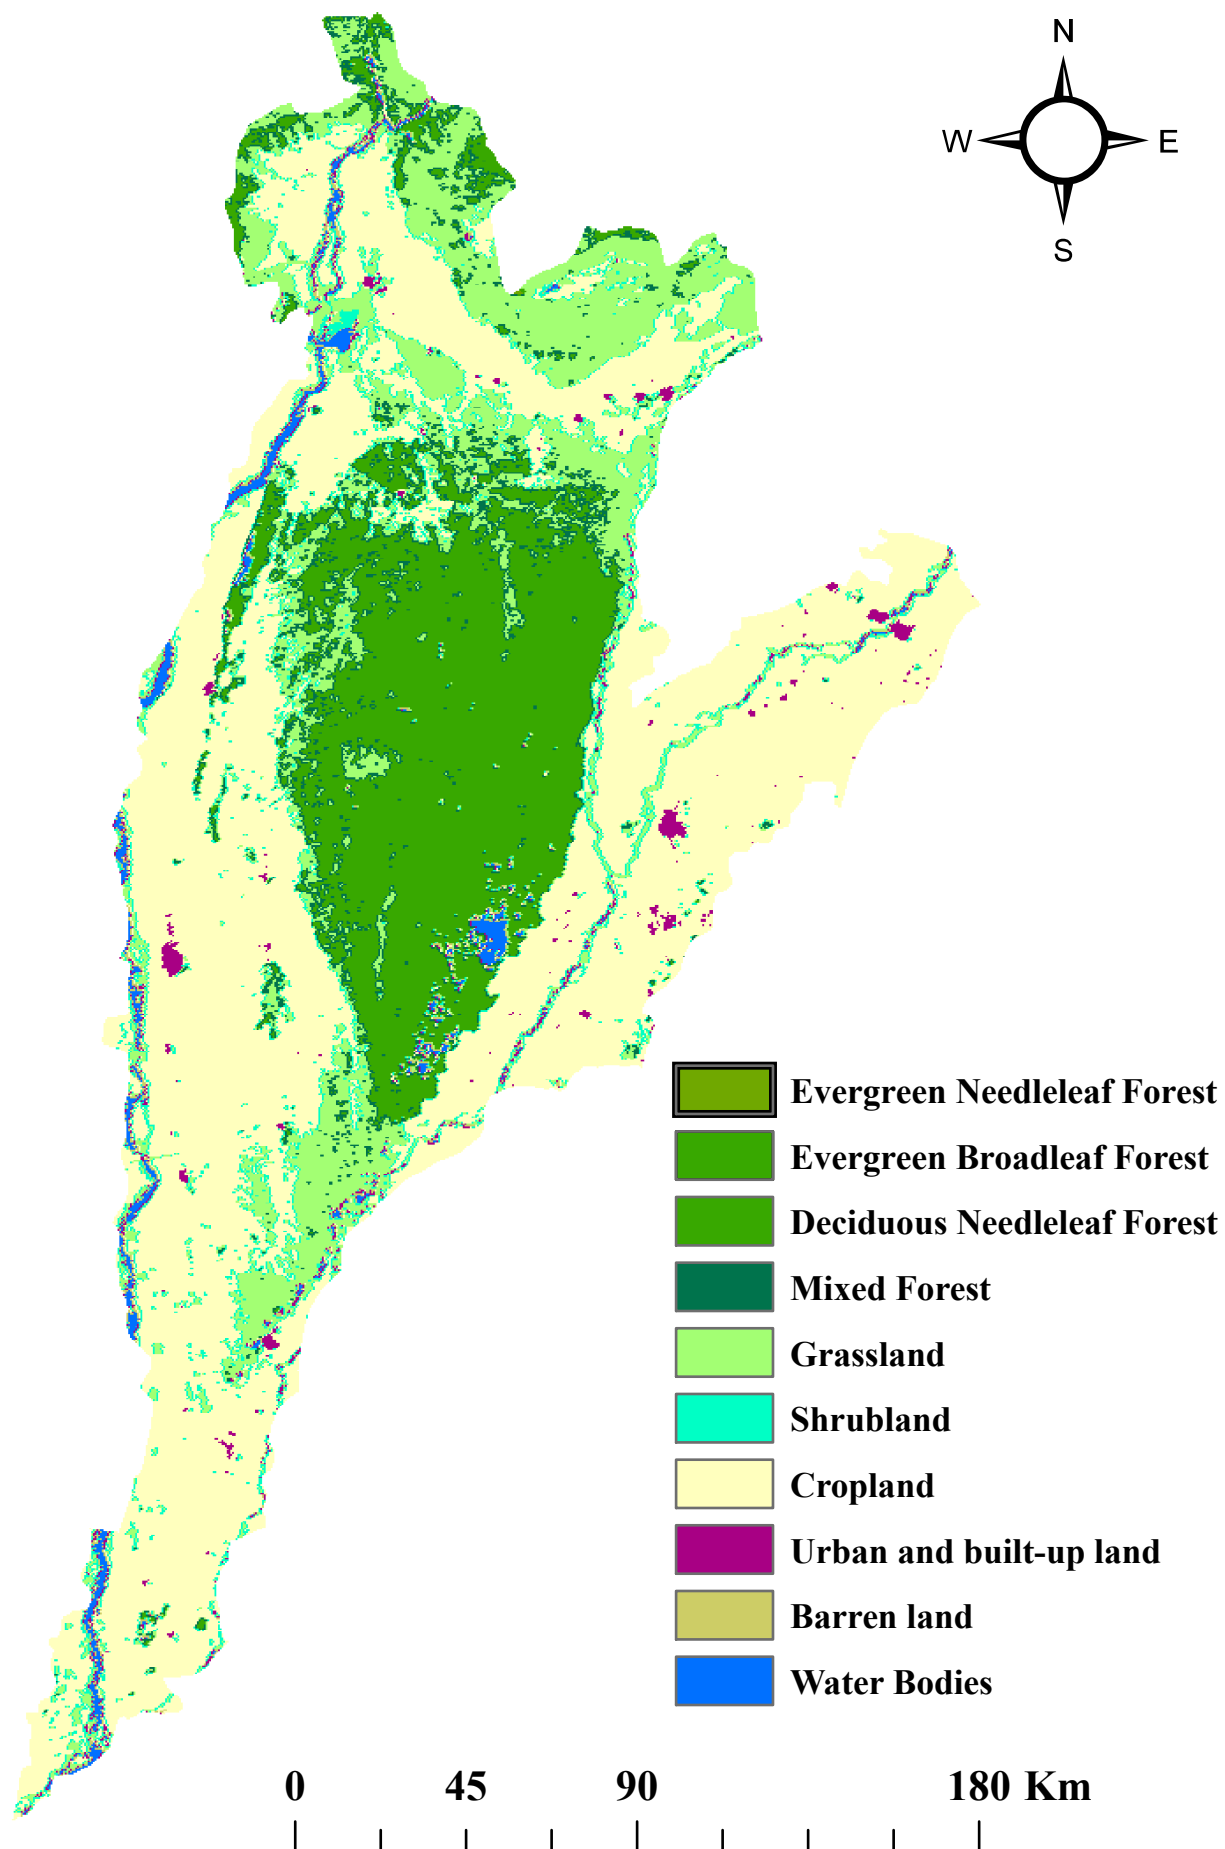 N
W E
S
Evergreen Needleleaf Forest
Evergreen Broadleaf Forest
Deciduous Needleleaf Forest
Mixed Forest
Grassland
Shrubland
Cropland
Urban and built-up land
Barren land
Water Bodies
0 45 90 180 Km